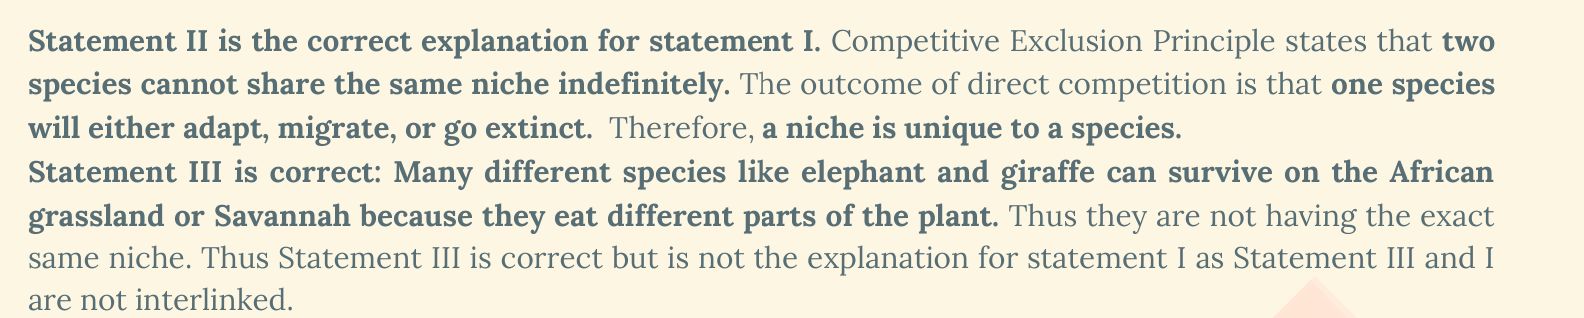 Statement II is the correct explanation for statement I. Competitive Exclusion Principle states that two
species cannot share the same niche indefinitely. The outcome of direct competition is that one species
will either adapt, migrate, or go extinct. Therefore, a niche is unique to a species.
Statement III is correct: Many different species like elephant and giraffe can survive on the African
grassland or Savannah because they eat different parts of the plant. Thus they are not having the exact
same niche. Thus Statement III is correct but is not the explanation for statement I as Statement III and I
are not interlinked.